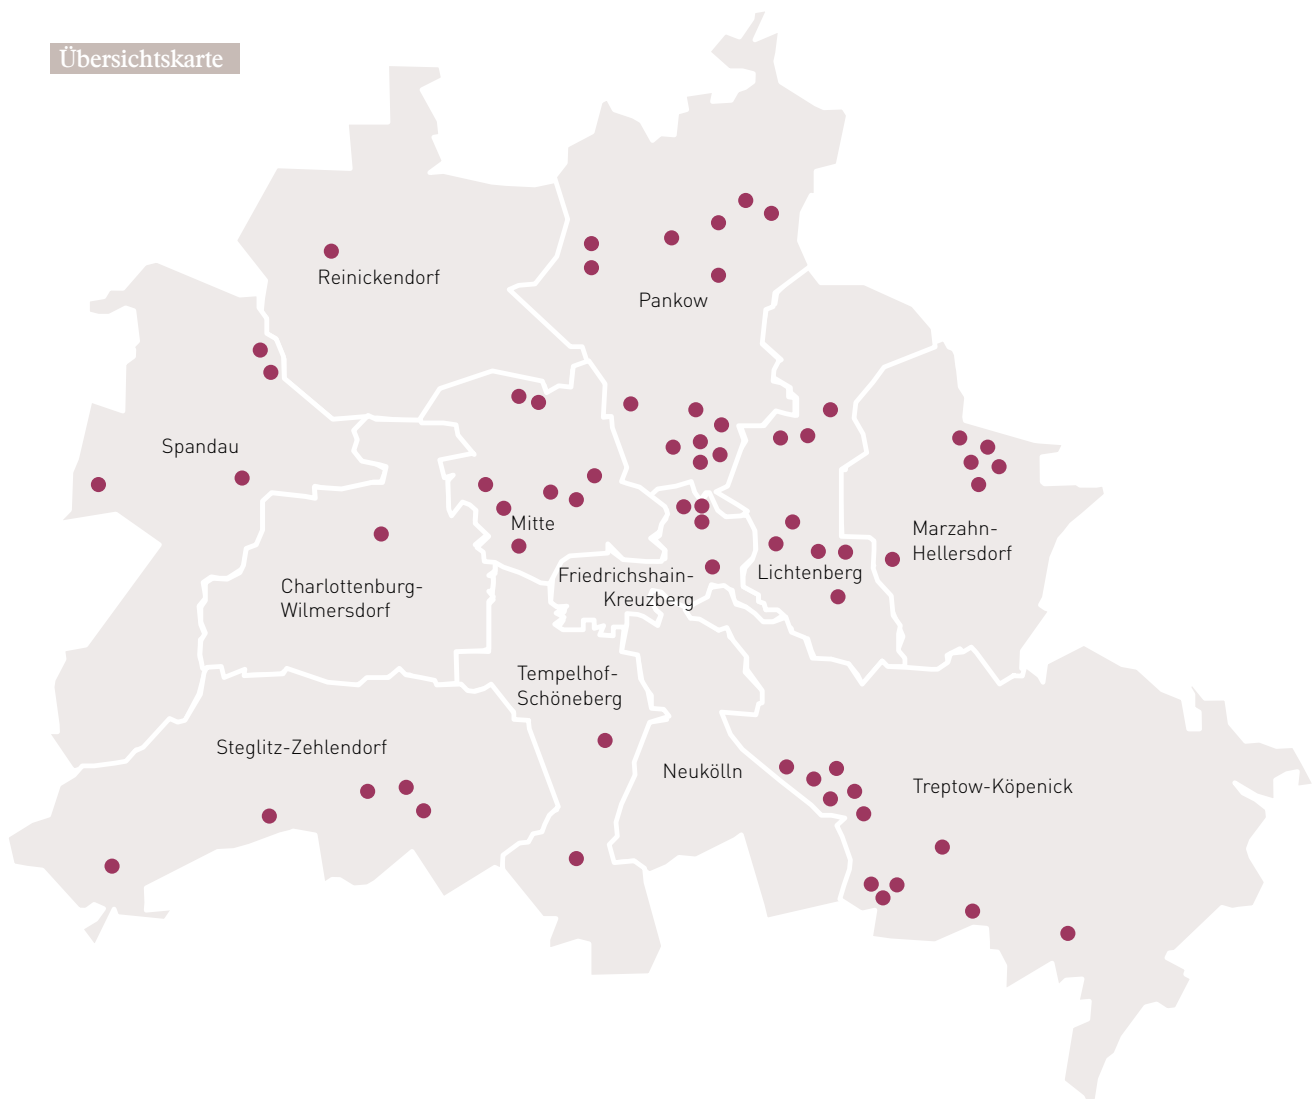 Übersichtskarte
Reinickendorf
Pankow
Spandau
Mitte
Marzahn-
Hellersdorf
Friedrichshain-
Kreuzberg
Lichtenberg
Charlottenburg-
Wilmersdorf
Tempelhof-
Schöneberg
Steglitz-Zehlendorf
Neukölln
Treptow-Köpenick